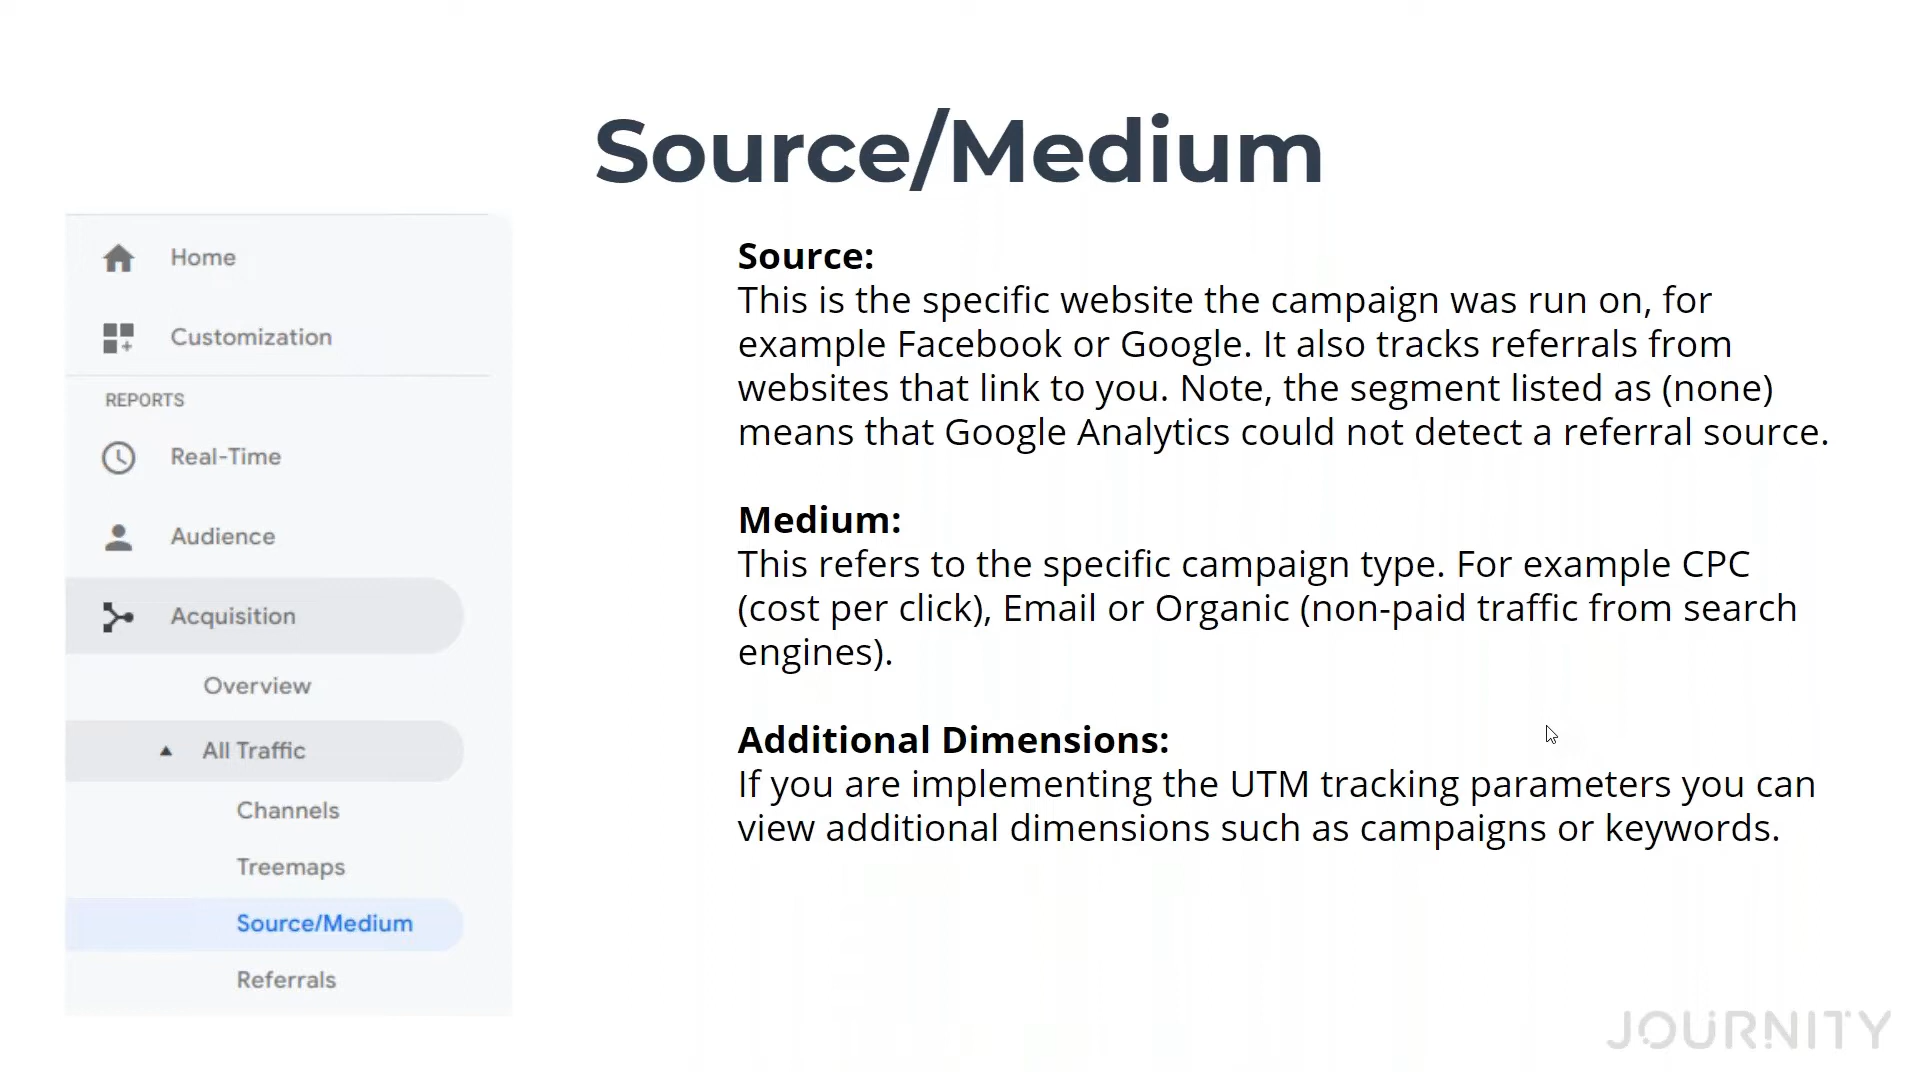 Source/Medium
Home
Customization
REPORTS
Real-Time
Audience
Acquisition
Overview
All Traffic
Channels
Treemaps
Source/Medium
Referrals
Source:
This is the specific website the campaign was run on, for
example Facebook or Google. It also tracks referrals from
websites that link to you. Note, the segment listed as (none)
means that Google Analytics could not detect a referral source.
Medium:
This refers to the specific campaign type. For example CPC
(cost per click), Email or Organic (non-paid traffic from search
engines).
Additional Dimensions:
If you are implementing the UTM tracking parameters you can
view additional dimensions such as campaigns or keywords.
JOURNITY